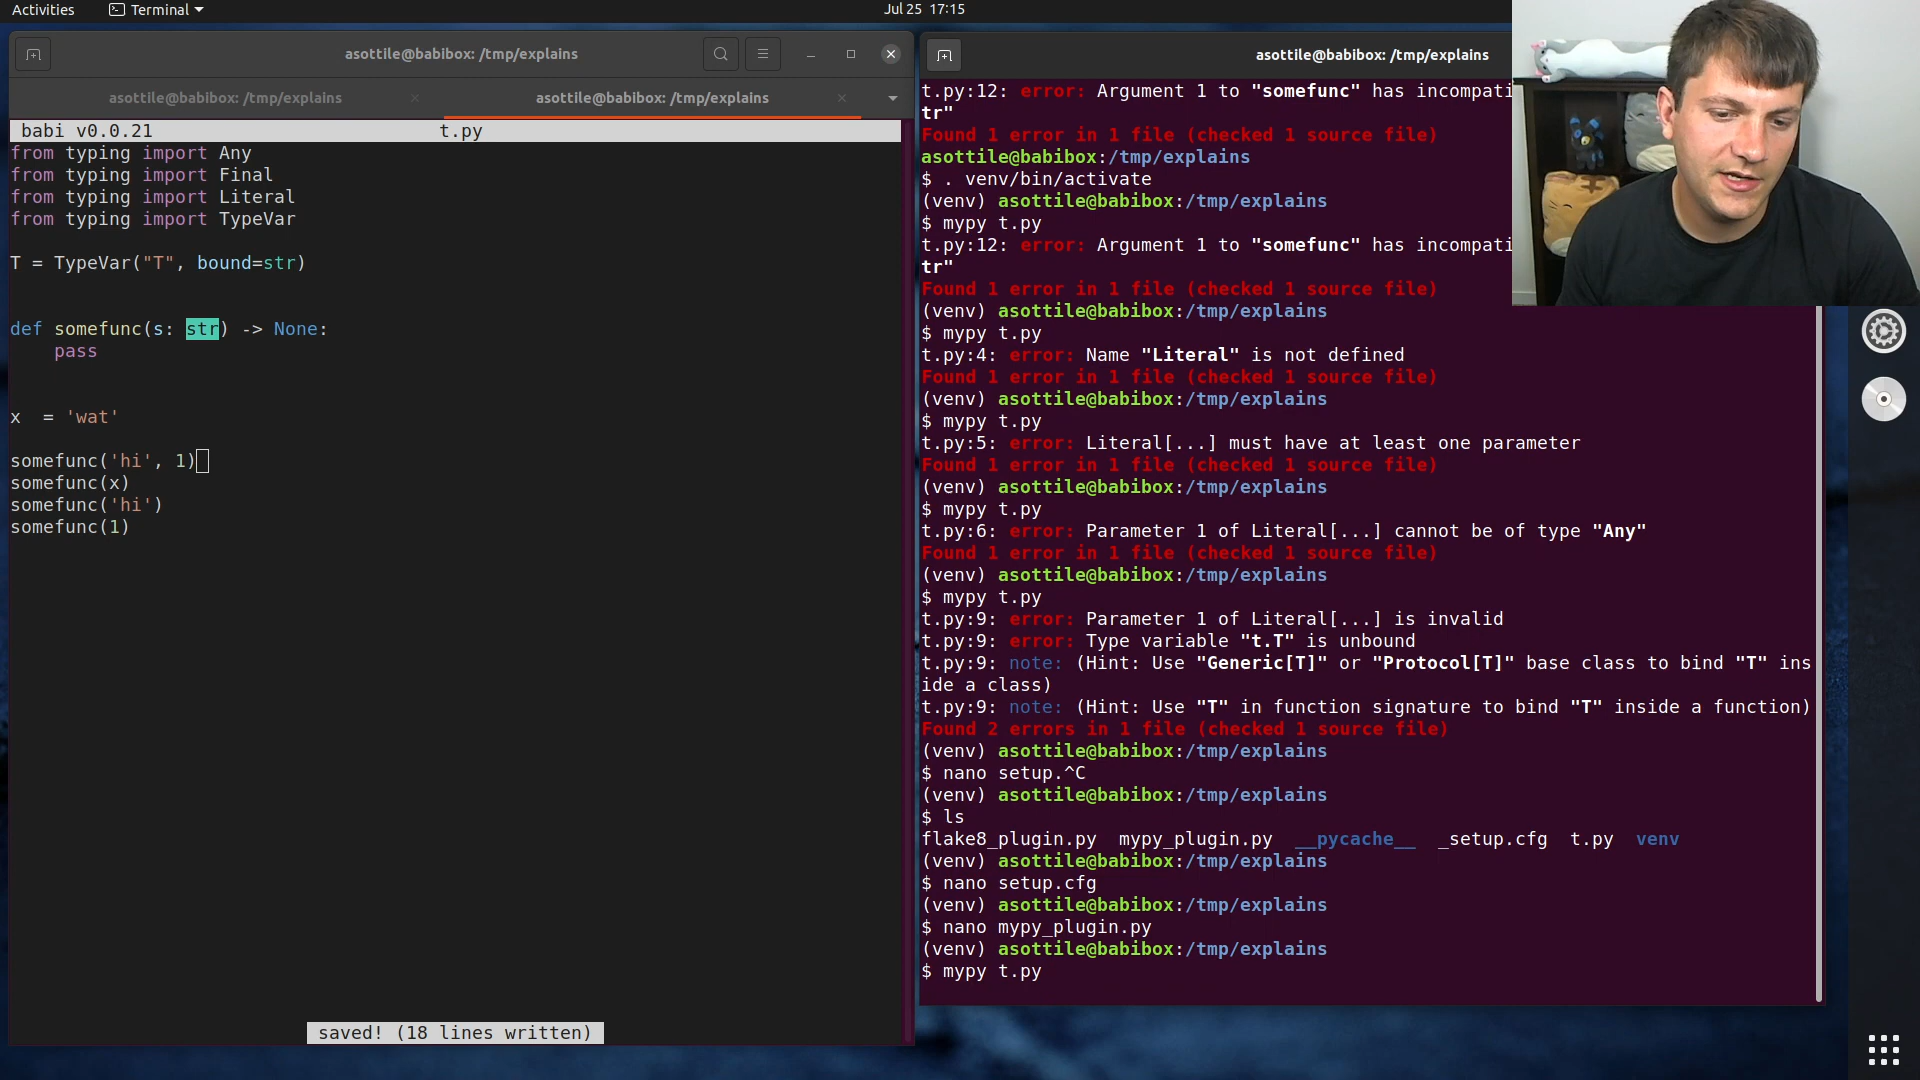 Activities
Terminal
Jul 25 17:15
asottile@babibox: /tmp/explains
asottile@babibox: /tmp/explains
asottile@babibox: /tmp/explains
babi v0.0.21 t.py
from typing import Any
from typing import Final
from typing import Literal
from typing import TypeVar
T = TypeVar("T", bound=str)
def somefunc(s: str) -> None:
    pass
x  = 'wat'
somefunc('hi', 1)
somefunc(x)
somefunc('hi')
somefunc(1)
saved! (18 lines written)
asottile@babibox: /tmp/explains
t.py:12: error: Argument 1 to "somefunc" has incompati
tr"
Found 1 error in 1 file (checked 1 source file)
asottile@babibox:/tmp/explains
$ . venv/bin/activate
(venv) asottile@babibox:/tmp/explains
$ mypy t.py
t.py:12: error: Argument 1 to "somefunc" has incompati
tr"
Found 1 error in 1 file (checked 1 source file)
(venv) asottile@babibox:/tmp/explains
$ mypy t.py
t.py:4: error: Name "Literal" is not defined
Found 1 error in 1 file (checked 1 source file)
(venv) asottile@babibox:/tmp/explains
$ mypy t.py
t.py:5: error: Literal[...] must have at least one parameter
Found 1 error in 1 file (checked 1 source file)
(venv) asottile@babibox:/tmp/explains
$ mypy t.py
t.py:6: error: Parameter 1 of Literal[...] cannot be of type "Any"
Found 1 error in 1 file (checked 1 source file)
(venv) asottile@babibox:/tmp/explains
$ mypy t.py
t.py:9: error: Parameter 1 of Literal[...] is invalid
t.py:9: error: Type variable "t.T" is unbound
t.py:9: note: (Hint: Use "Generic[T]" or "Protocol[T]" base class to bind "T" ins
ide a class)
t.py:9: note: (Hint: Use "T" in function signature to bind "T" inside a function)
Found 2 errors in 1 file (checked 1 source file)
(venv) asottile@babibox:/tmp/explains
$ nano setup.^C
(venv) asottile@babibox:/tmp/explains
$ ls
flake8_plugin.py  mypy_plugin.py  __pycache__  _setup.cfg  t.py  venv
(venv) asottile@babibox:/tmp/explains
$ nano setup.cfg
(venv) asottile@babibox:/tmp/explains
$ nano mypy_plugin.py
(venv) asottile@babibox:/tmp/explains
$ mypy t.py